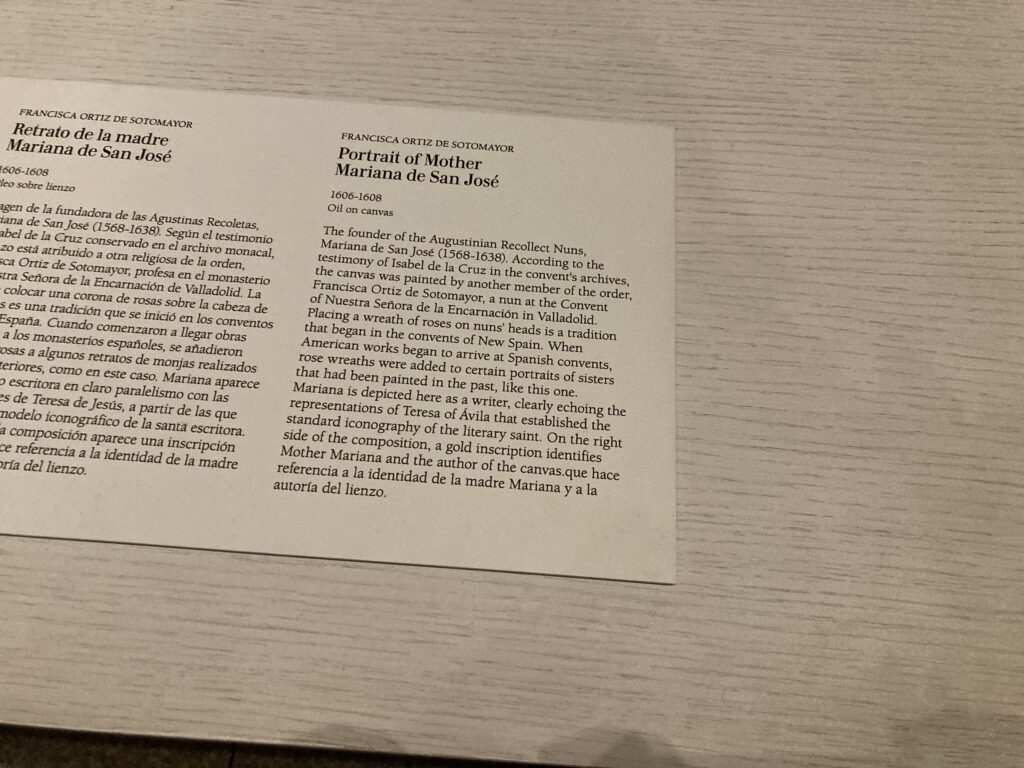 FRANCISCA ORTIZ DE SOTOMAYOR
Retrato de la madre
Mariana de San José
1606-1608
sobre lienzo
de la fundadora de las Agustinas Recoletas,
de San José (1568-1638). Según el testimonio
de la Cruz conservado en el archivo monacal,
está atribuido a otra religiosa de la orden,
Ortiz de Sotomayor, profesa en el monasterio
Señora de la Encarnación de Valladolid. La
colocar una corona de rosas sobre la cabeza de
es una tradición que se inició en los conventos
España. Cuando comenzaron a llegar obras
a los monasterios españoles, se añadieron
a algunos retratos de monjas realizados
como en este caso. Mariana aparece
escritora en claro paralelismo con las
de Teresa de Jesús, a partir de las que
modelo iconográfico de la santa escritora.
composición aparece una inscripción
referencia a la identidad de la madre
del lienzo.
FRANCISCA ORTIZ DE SOTOMAYOR
Portrait of Mother
Mariana de San José
1606-1608
Oil on canvas
The founder of the Augustinian Recollect Nuns,
Mariana de San José (1568-1638). According to the
testimony of Isabel de la Cruz in the convent's archives,
the canvas was painted by another member of the order,
Francisca Ortiz de Sotomayor, a nun at the Convent
of Nuestra Señora de la Encarnación in Valladolid.
Placing a wreath of roses on nuns' heads is a tradition
that began in the convents of New Spain. When
American works began to arrive at Spanish convents,
rose wreaths were added to certain portraits of sisters
that had been painted in the past, like this one.
Mariana is depicted here as a writer, clearly echoing the
representations of Teresa of Ávila that established the
standard iconography of the literary saint. On the right
side of the composition, a gold inscription identifies
Mother Mariana and the author of the canvas.que hace
referencia a la identidad de la madre Mariana y a la
autoría del lienzo.